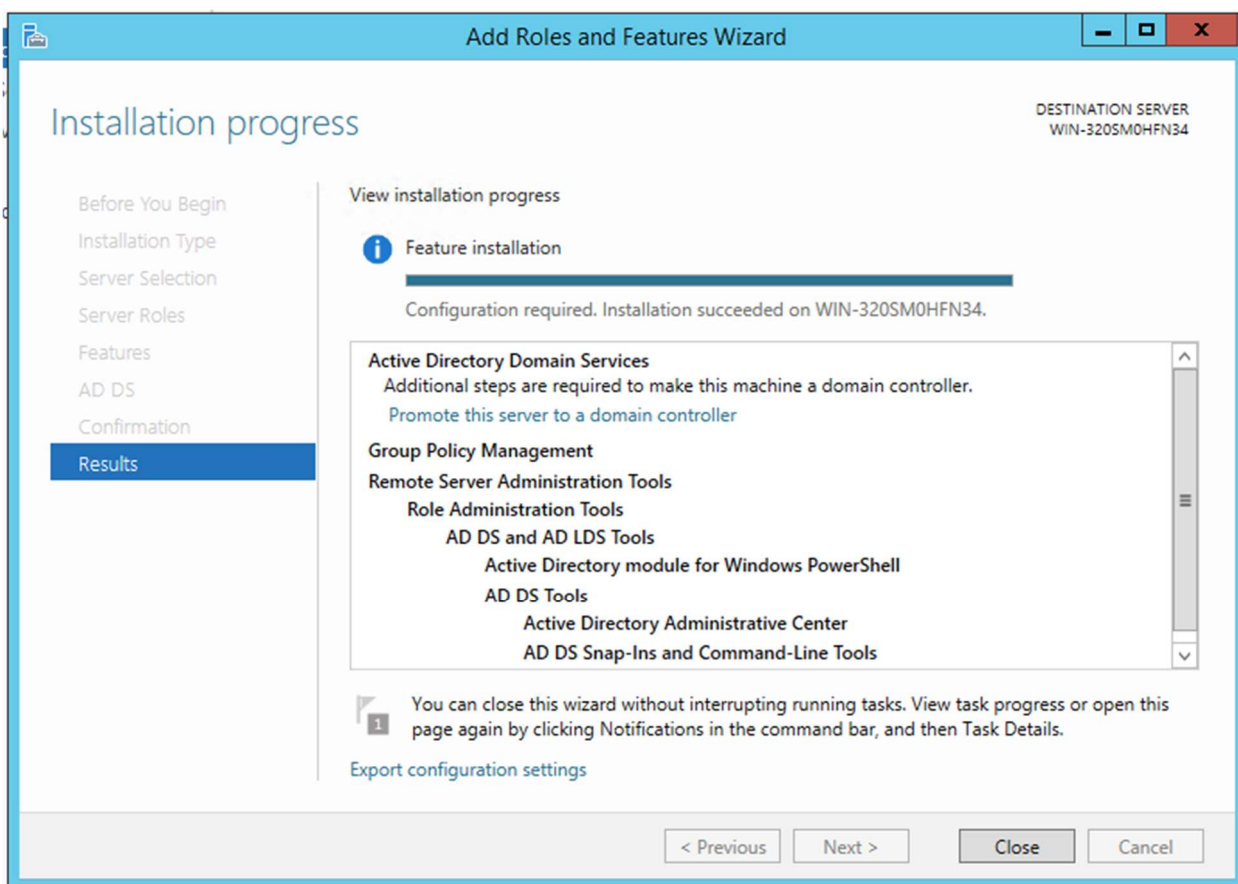 Add Roles and Features Wizard
Installation progress
DESTINATION SERVER
WIN-320SM0HFN34
Before You Begin
Installation Type
Server Selection
Server Roles
Features
AD DS
Confirmation
Results
View installation progress
Feature installation
Configuration required. Installation succeeded on WIN-320SM0HFN34.
Active Directory Domain Services
Additional steps are required to make this machine a domain controller.
Promote this server to a domain controller
Group Policy Management
Remote Server Administration Tools
Role Administration Tools
AD DS and AD LDS Tools
Active Directory module for Windows PowerShell
AD DS Tools
Active Directory Administrative Center
AD DS Snap-Ins and Command-Line Tools
1
You can close this wizard without interrupting running tasks. View task progress or open this
page again by clicking Notifications in the command bar, and then Task Details.
Export configuration settings
< Previous
Next >
Close
Cancel